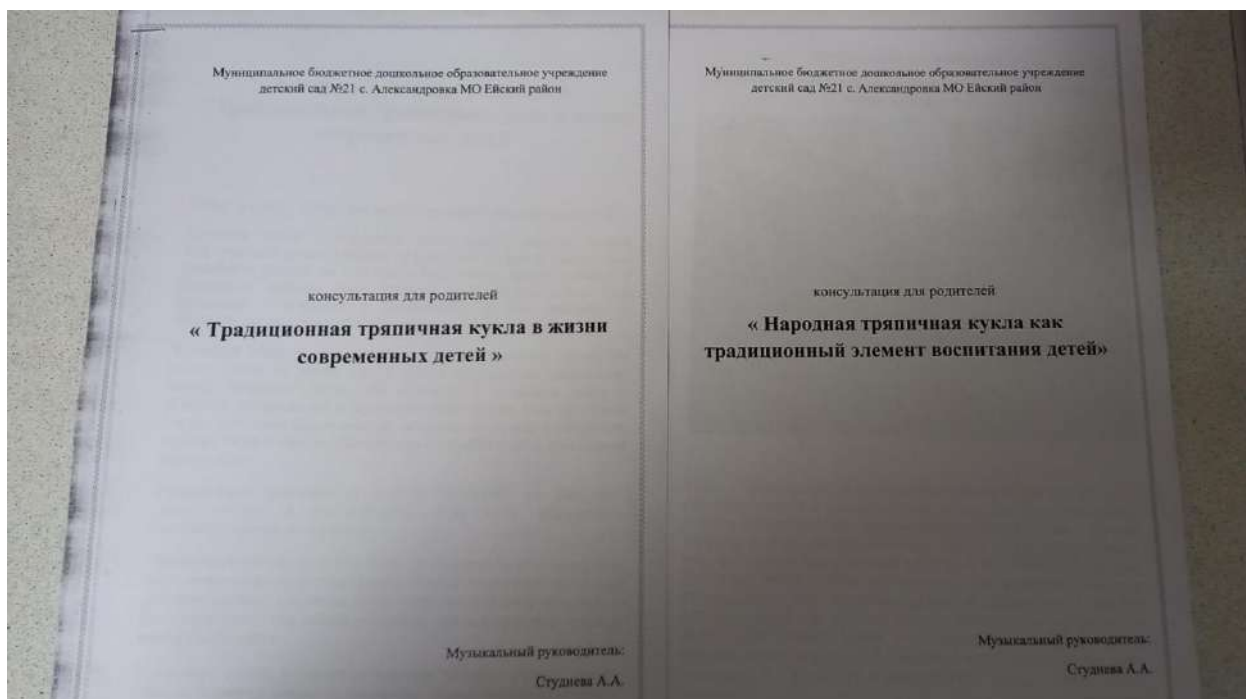 Муниципальное бюджетное дошкольное образовательное учреждение
детский сад №21 с. Александровка МО Ейский район
консультация для родителей
« Традиционная тряпичная кукла в жизни
современных детей »
Музыкальный руководитель:
Студнева А.А.
Муниципальное бюджетное дошкольное образовательное учреждение
детский сад №21 с. Александровка МО Ейский район
консультация для родителей
« Народная тряпичная кукла как
традиционный элемент воспитания детей»
Музыкальный руководитель:
Студнева А.А.